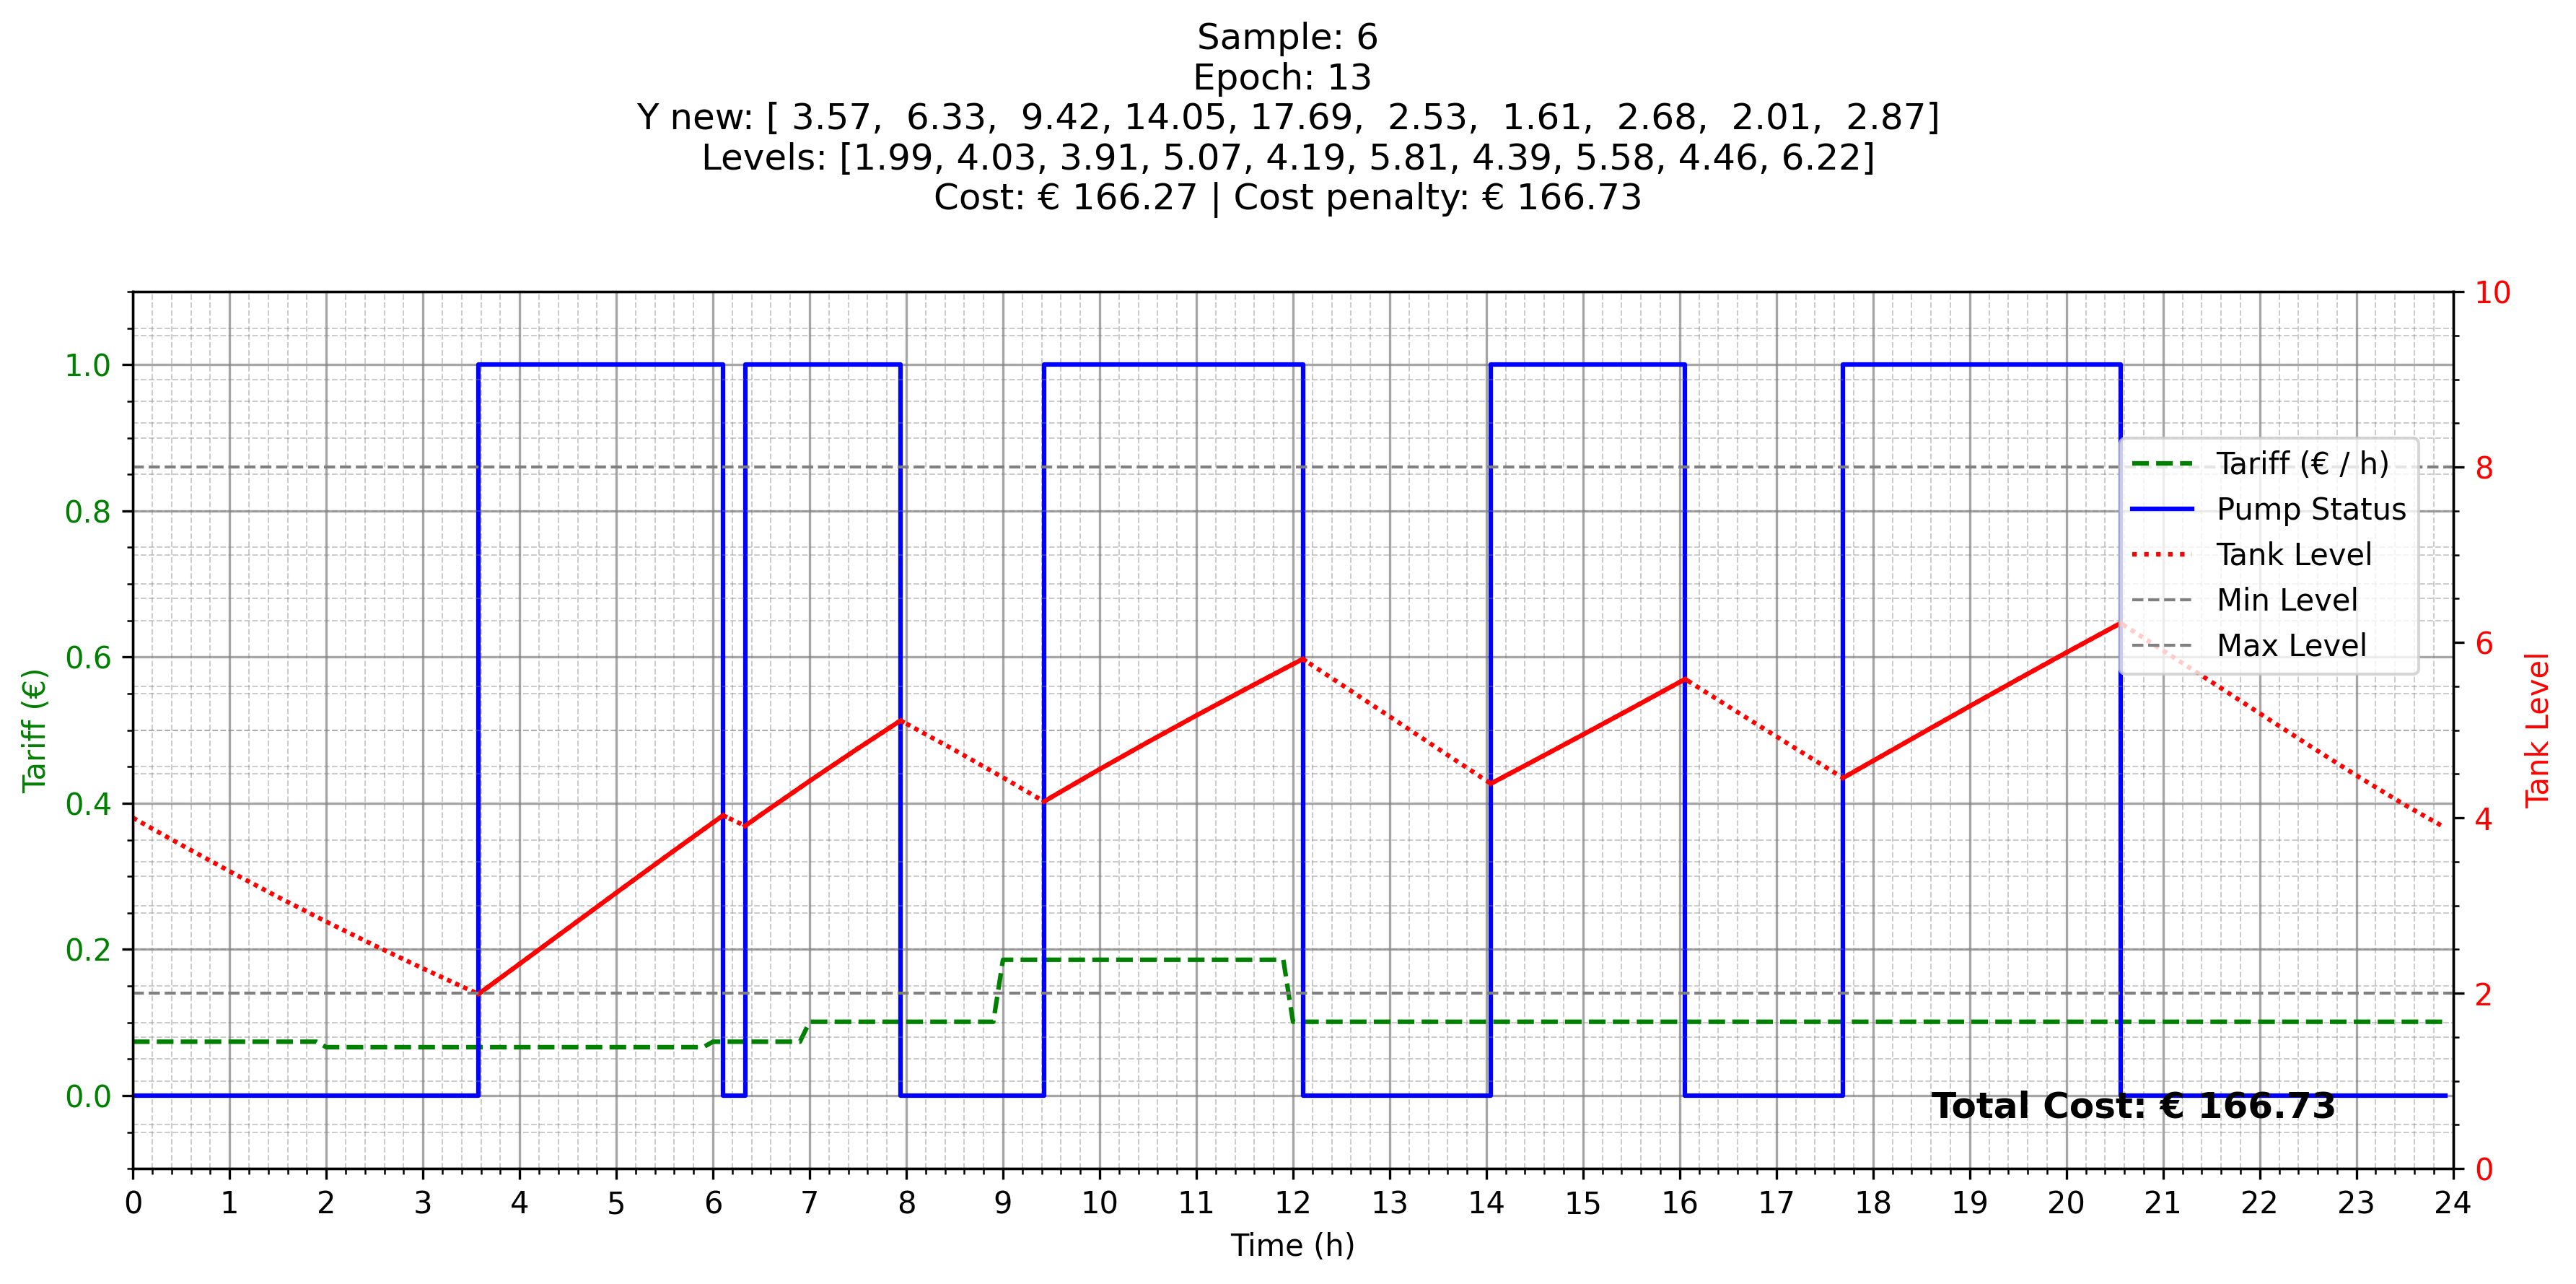 Sample: 6
Epoch: 13
Y new: [ 3.57,  6.33,  9.42, 14.05, 17.69,  2.53,  1.61,  2.68,  2.01,  2.87]
Levels: [1.99, 4.03, 3.91, 5.07, 4.19, 5.81, 4.39, 5.58, 4.46, 6.22]
Cost: € 166.27 | Cost penalty: € 166.73
10
1.0
8
0.8
6
0.6
4
0.4
0.2
2
0.0
0
Tariff (€)
Tank Level
Tariff (€ / h)
Pump Status
Tank Level
Min Level
Max Level
Total Cost: € 166.73
0 1 2 3 4 5 6 7 8 9 10 11 12 13 14 15 16 17 18 19 20 21 22 23 24
Time (h)